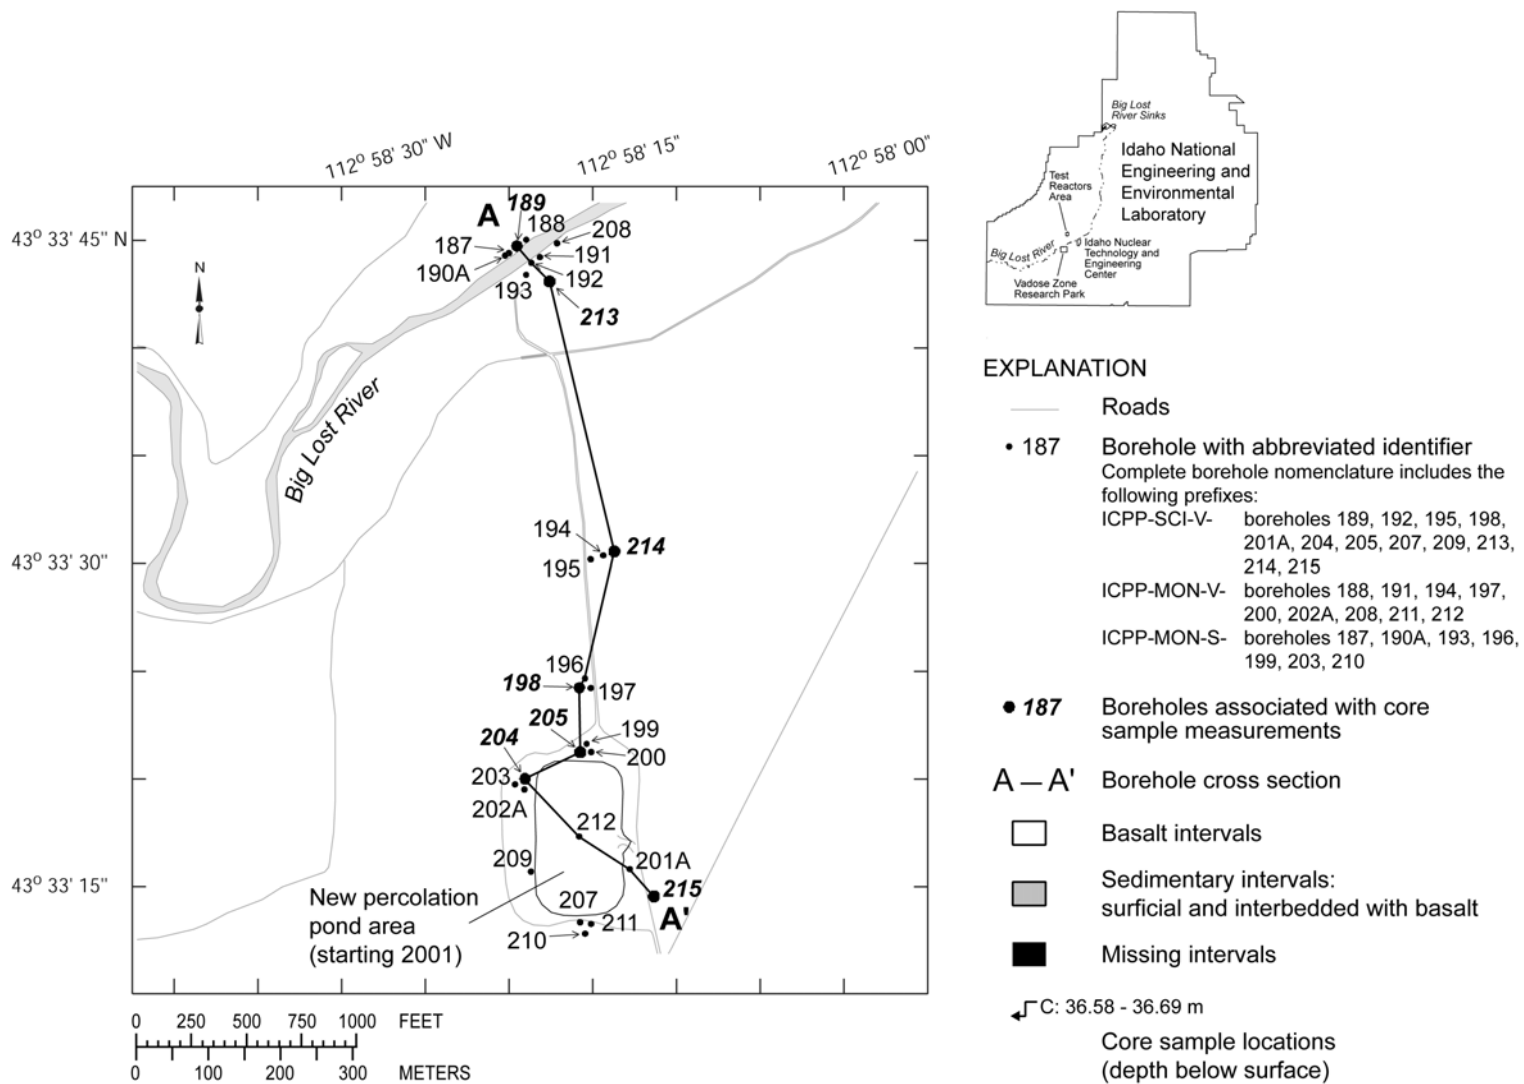 112° 58' 30" W
112° 58' 15"
112° 58' 00"
43° 33' 45" N
43° 33' 30"
43° 33' 15"
N
A
189
188
208
187
191
190A
192
193
213
Big Lost River
194
214
195
196
198
197
205
199
204
200
203
202A
212
201A
209
215
A'
207
211
210
New percolation
pond area
(starting 2001)
0 250 500 750 1000 FEET
0 100 200 300 METERS
Big Lost
River Sinks
Idaho National
Engineering and
Environmental
Laboratory
Test
Reactors
Area
Big Lost River
Idaho Nuclear
Technology and
Engineering
Center
Vadose Zone
Research Park
EXPLANATION
Roads
187 Borehole with abbreviated identifier
Complete borehole nomenclature includes the
following prefixes:
ICPP-SCI-V- boreholes 189, 192, 195, 198,
201A, 204, 205, 207, 209, 213,
214, 215
ICPP-MON-V- boreholes 188, 191, 194, 197,
200, 202A, 208, 211, 212
ICPP-MON-S- boreholes 187, 190A, 193, 196,
199, 203, 210
187 Boreholes associated with core
sample measurements
A — A' Borehole cross section
Basalt intervals
Sedimentary intervals:
surficial and interbedded with basalt
Missing intervals
C: 36.58 - 36.69 m
Core sample locations
(depth below surface)